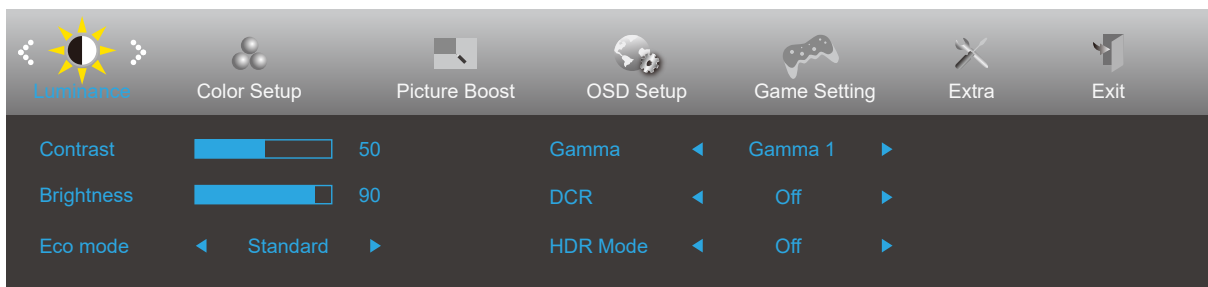 Luminance Color Setup Picture Boost OSD Setup Game Setting Extra Exit
Contrast 50 Gamma Gamma 1
Brightness 90 DCR Off
Eco mode Standard HDR Mode Off